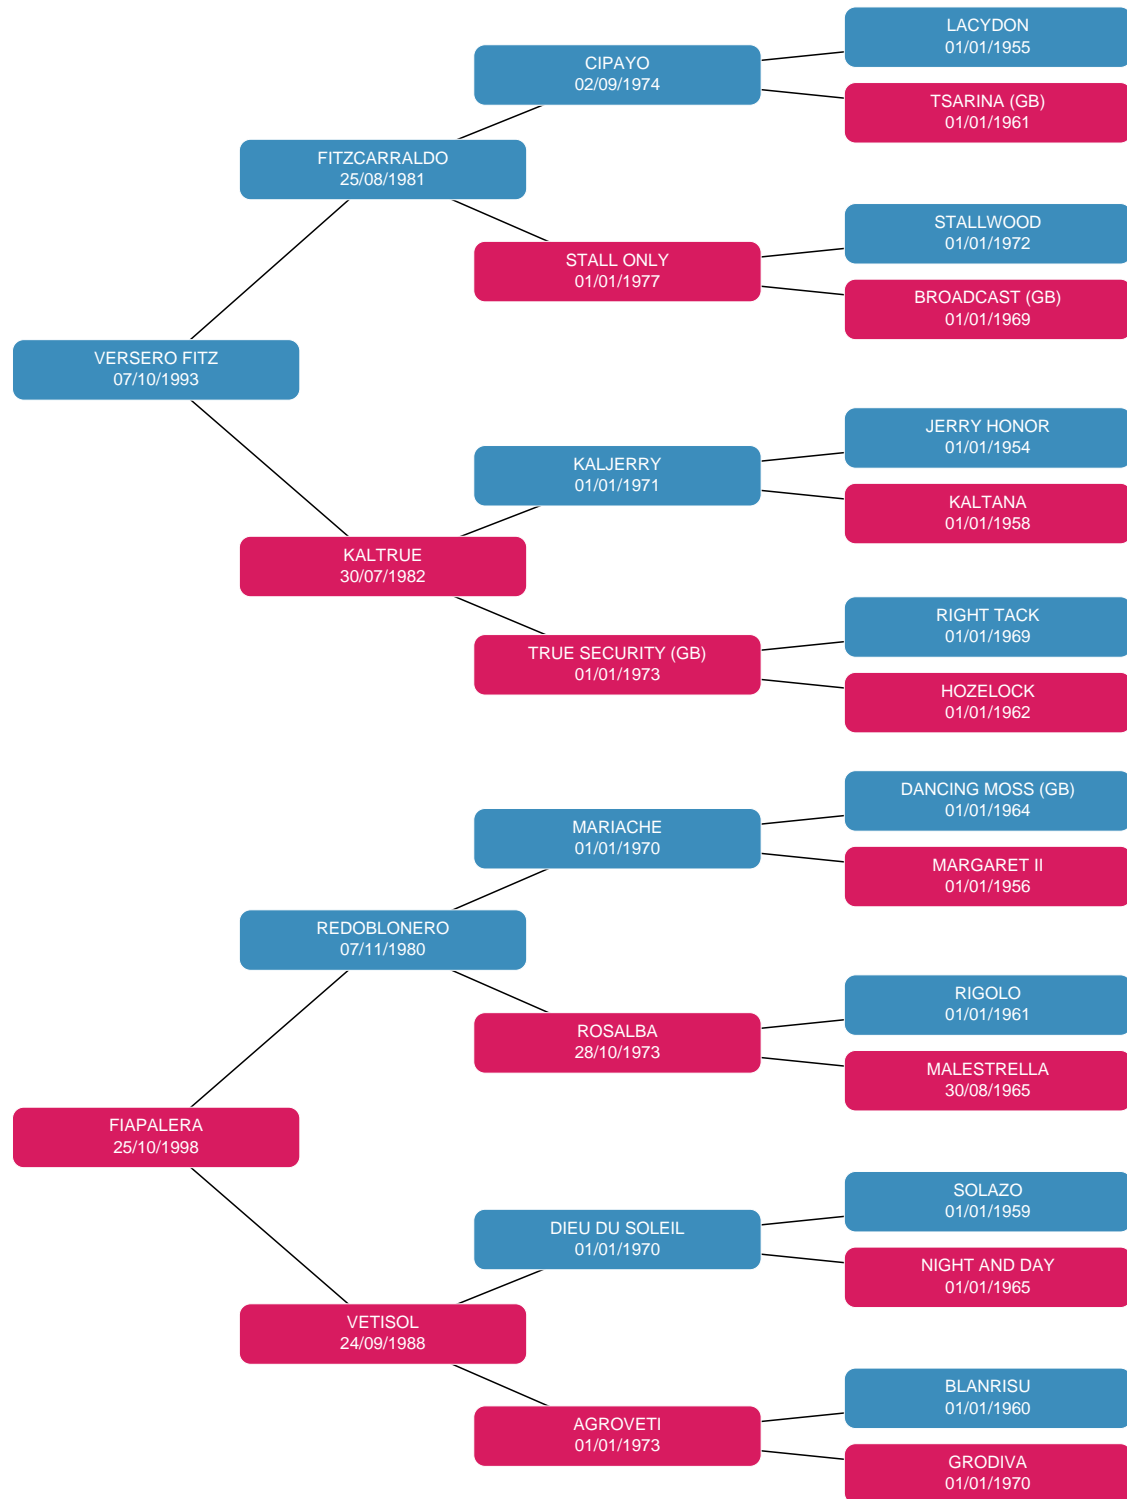 LACYDON
01/01/1955
CIPAYO
02/09/1974
TSARINA (GB)
01/01/1961
FITZCARRALDO
25/08/1981
STALLWOOD
01/01/1972
STALL ONLY
01/01/1977
BROADCAST (GB)
01/01/1969
VERSERO FITZ
07/10/1993
JERRY HONOR
01/01/1954
KALJERRY
01/01/1971
KALTANA
01/01/1958
KALTRUE
30/07/1982
RIGHT TACK
01/01/1969
TRUE SECURITY (GB)
01/01/1973
HOZELOCK
01/01/1962
DANCING MOSS (GB)
01/01/1964
MARIACHE
01/01/1970
MARGARET II
01/01/1956
REDOBLONERO
07/11/1980
RIGOLO
01/01/1961
ROSALBA
28/10/1973
MALESTRELLA
30/08/1965
FIAPALERA
25/10/1998
SOLAZO
01/01/1959
DIEU DU SOLEIL
01/01/1970
NIGHT AND DAY
01/01/1965
VETISOL
24/09/1988
BLANRISU
01/01/1960
AGROVETI
01/01/1973
GRODIVA
01/01/1970